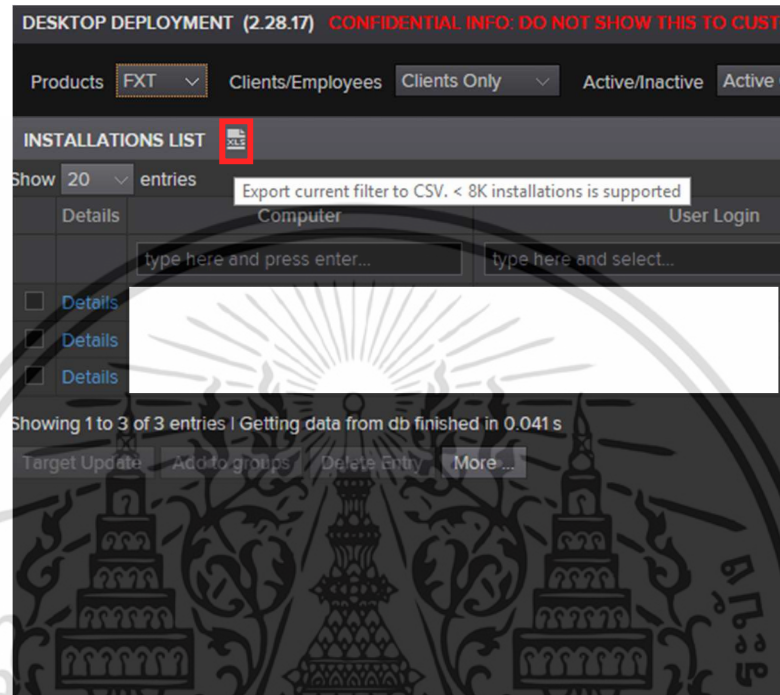 DESKTOP DEPLOYMENT (2.28.17) CONFIDENTIAL INFO: DO NOT SHOW THIS TO CUST
Products FXT Clients/Employees Clients Only Active/Inactive Active
INSTALLATIONS LIST XLS
Show 20 entries
Export current filter to CSV. < 8K installations is supported
Details Computer User Login
type here and press enter... type here and select...
Details
Details
Details
Showing 1 to 3 of 3 entries | Getting data from db finished in 0.041 s
Target Update Add to groups Delete Entry More ...